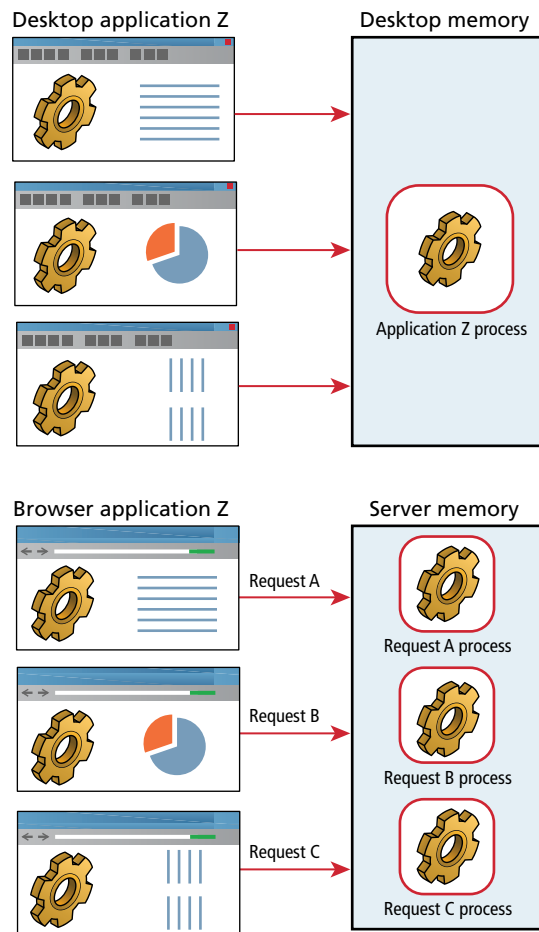 Desktop application Z
Desktop memory
Application Z process
Browser application Z
Server memory
Request A
Request A process
Request B
Request B process
Request C
Request C process